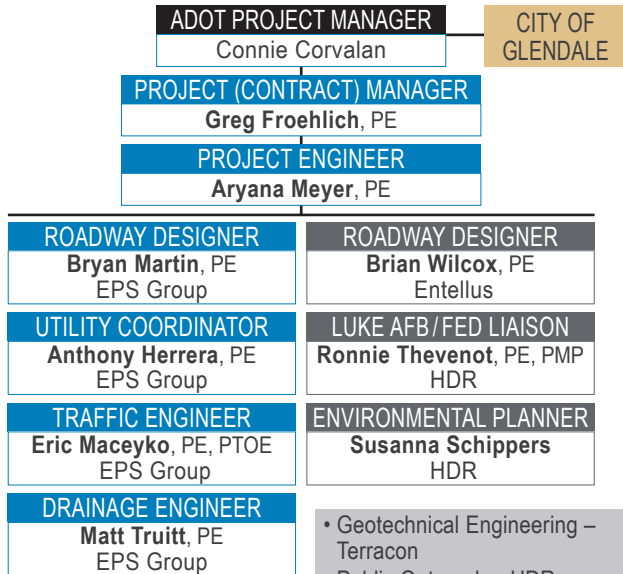 ADOT PROJECT MANAGER
Connie Corvalan
CITY OF
GLENDALE
PROJECT (CONTRACT) MANAGER
Greg Froehlich, PE
PROJECT ENGINEER
Aryana Meyer, PE
ROADWAY DESIGNER
Bryan Martin, PE
EPS Group
ROADWAY DESIGNER
Brian Wilcox, PE
Entellus
UTILITY COORDINATOR
Anthony Herrera, PE
EPS Group
LUKE AFB/FED LIAISON
Ronnie Thevenot, PE, PMP
HDR
TRAFFIC ENGINEER
Eric Maceyko, PE, PTOE
EPS Group
ENVIRONMENTAL PLANNER
Susanna Schippers
HDR
DRAINAGE ENGINEER
Matt Truitt, PE
EPS Group
• Geotechnical Engineering –
Terracon